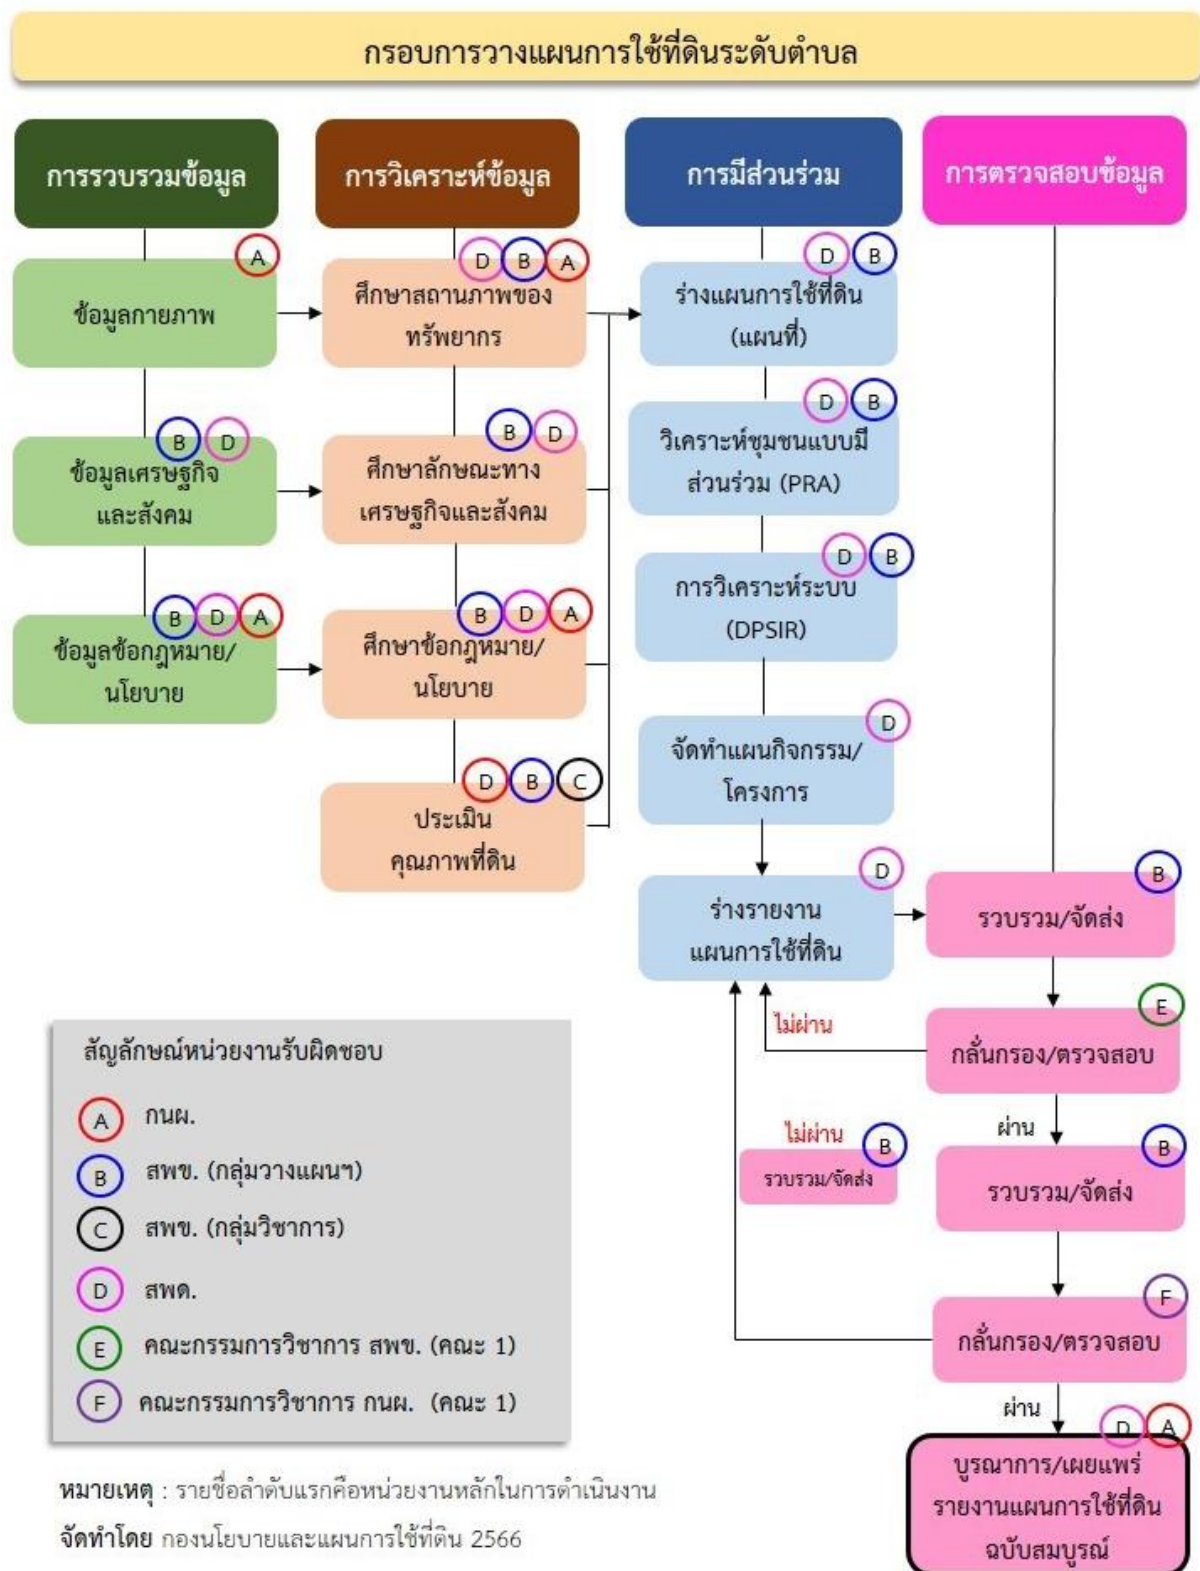 กรอบการวางแผนการใช้ที่ดินระดับตำบล
การรวบรวมข้อมูล
A
ข้อมูลกายภาพ
B D
ข้อมูลเศรษฐกิจ
และสังคม
B D A
ข้อมูลข้อกฎหมาย/
นโยบาย
การวิเคราะห์ข้อมูล
D B A
ศึกษาสถานภาพของ
ทรัพยากร
B D
ศึกษาลักษณะทาง
เศรษฐกิจและสังคม
B D A
ศึกษาข้อกฎหมาย/
นโยบาย
D B C
ประเมิน
คุณภาพที่ดิน
การมีส่วนร่วม
D B
ร่างแผนการใช้ที่ดิน
(แผนที่)
D B
วิเคราะห์ชุมชนแบบมี
ส่วนร่วม (PRA)
D B
การวิเคราะห์ระบบ
(DPSIR)
D
จัดทำแผนกิจกรรม/
โครงการ
D
ร่างรายงาน
แผนการใช้ที่ดิน
การตรวจสอบข้อมูล
B
รวบรวม/จัดส่ง
E
กลั่นกรอง/ตรวจสอบ
ไม่ผ่าน
ผ่าน
B
รวบรวม/จัดส่ง
ไม่ผ่าน
B
รวบรวม/จัดส่ง
F
กลั่นกรอง/ตรวจสอบ
ผ่าน
D A
บูรณาการ/เผยแพร่
รายงานแผนการใช้ที่ดิน
ฉบับสมบูรณ์
สัญลักษณ์หน่วยงานรับผิดชอบ
A กนผ.
B สพข. (กลุ่มวางแผนฯ)
C สพข. (กลุ่มวิชาการ)
D สพด.
E คณะกรรมการวิชาการ สพข. (คณะ 1)
F คณะกรรมการวิชาการ กนผ. (คณะ 1)
หมายเหตุ : รายชื่อลำดับแรกคือหน่วยงานหลักในการดำเนินงาน
จัดทำโดย กองนโยบายและแผนการใช้ที่ดิน 2566